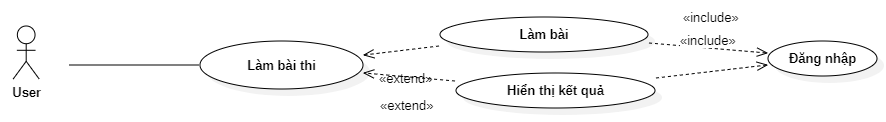 «include»
Làm bài
«include»
Đăng nhập
Làm bài thi
«extend»
Hiển thị kết quả
User
«extend»